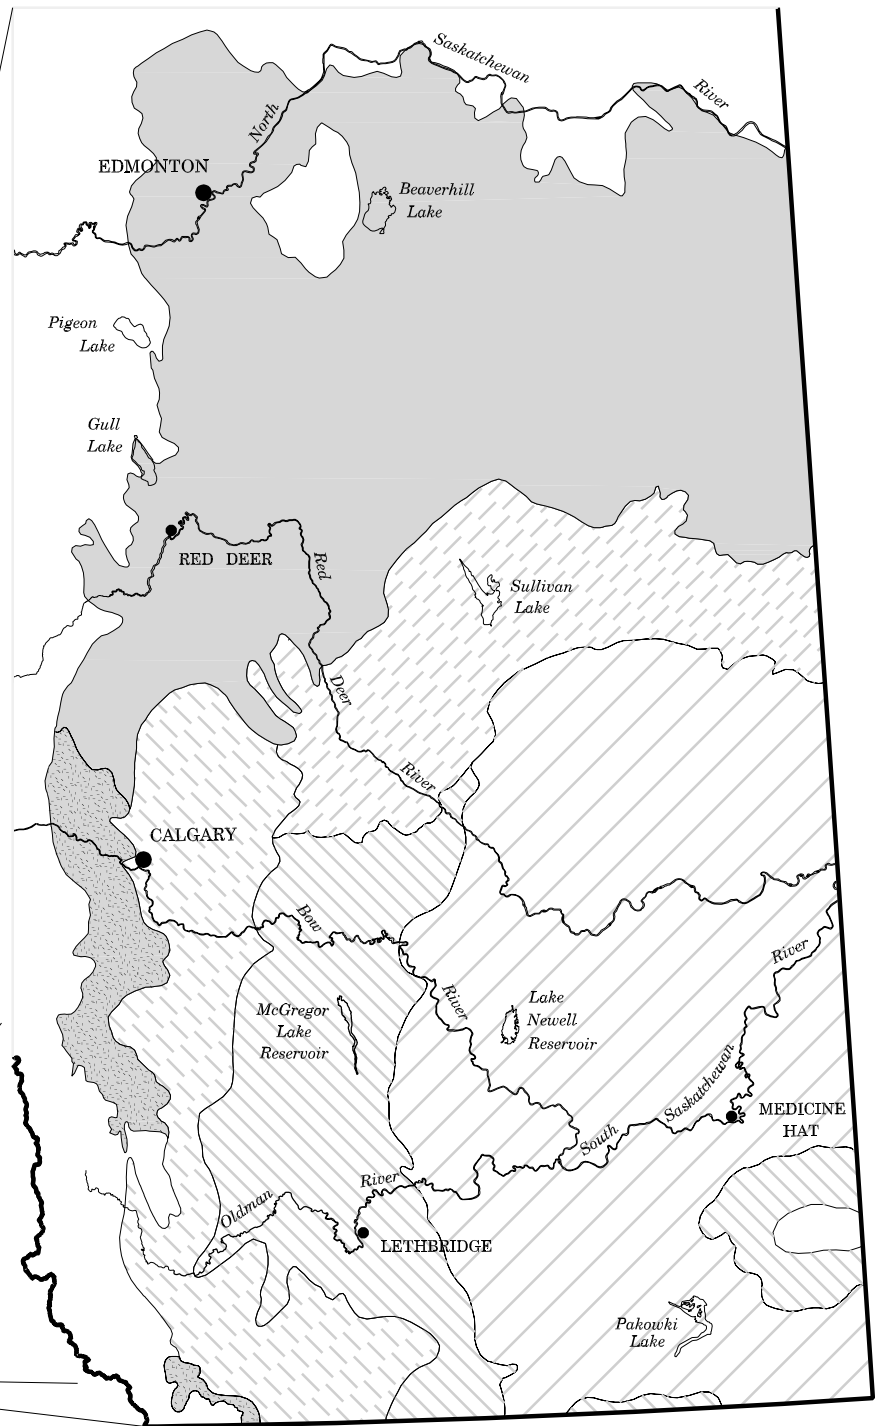 Saskatchewan
River
North
EDMONTON
Beaverhill
Lake
Pigeon
Lake
Gull
Lake
RED DEER
Red
Sullivan
Lake
Deer
River
CALGARY
Bow
River
McGregor
Lake
Reservoir
River
Lake
Newell
Reservoir
Saskatchewan
MEDICINE
HAT
South
River
Oldman
LETHBRIDGE
Pakowki
Lake